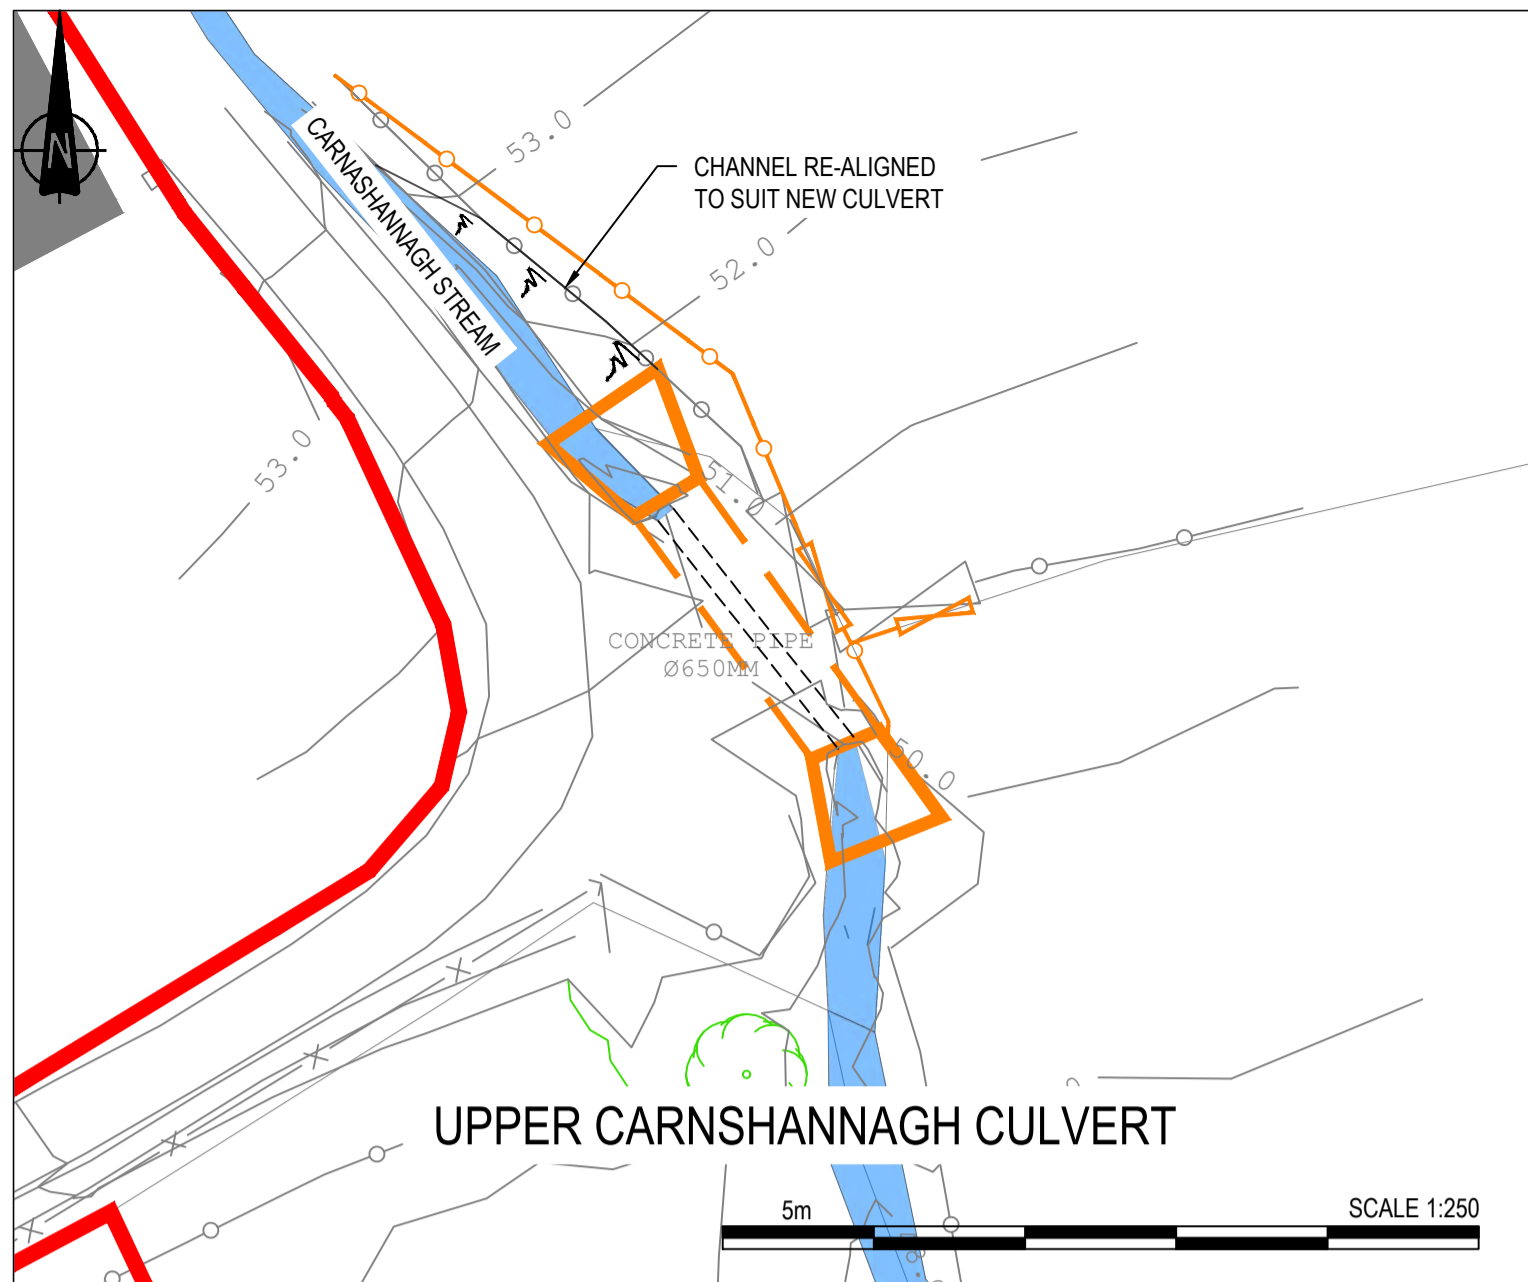 N
53.0
CARNASHANNAGH STREAM
CHANNEL RE-ALIGNED
TO SUIT NEW CULVERT
52.0
53.0
51.0
CONCRETE PIPE
Ø650MM
50.0
UPPER CARNSHANNAGH CULVERT
5m
SCALE 1:250